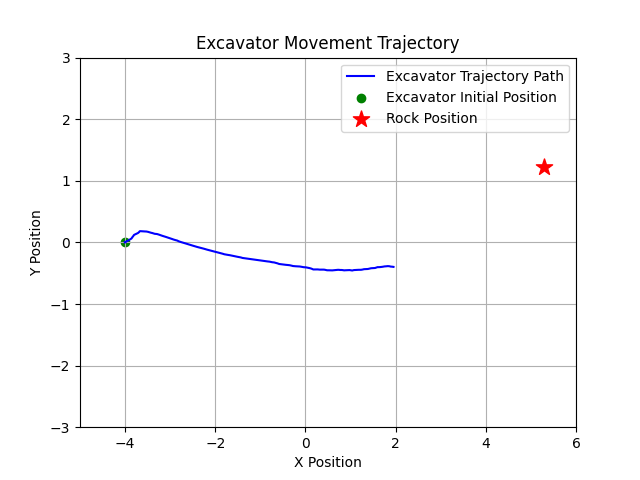 Excavator Movement Trajectory
Excavator Trajectory Path
Excavator Initial Position
Rock Position
Y Position
3
2
1
0
−1
−2
−3
−4
−2
0
2
4
6
X Position